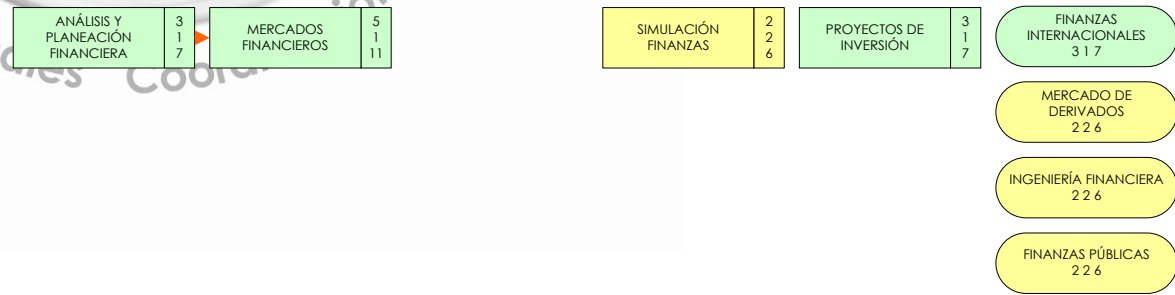 ANÁLISIS Y
PLANEACIÓN
FINANCIERA
3
1
7
MERCADOS
FINANCIEROS
5
1
11
SIMULACIÓN
FINANZAS
2
2
6
PROYECTOS DE
INVERSIÓN
3
1
7
FINANZAS
INTERNACIONALES
3 1 7
MERCADO DE
DERIVADOS
2 2 6
INGENIERÍA FINANCIERA
2 2 6
FINANZAS PÚBLICAS
2 2 6